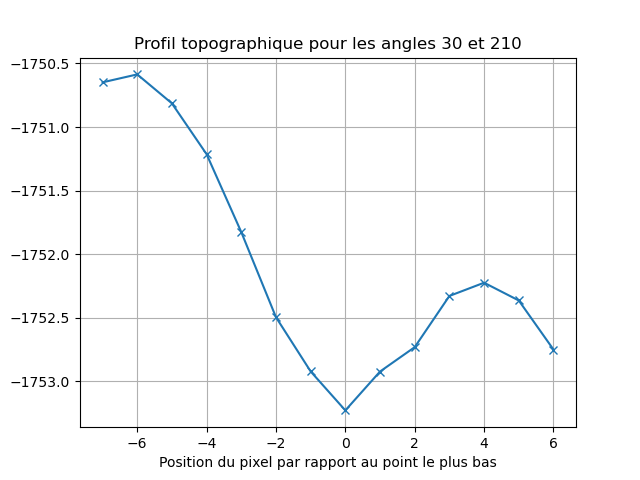 Profil topographique pour les angles 30 et 210
−1750.5
−1751.0
−1751.5
−1752.0
−1752.5
−1753.0
−6 −4 −2 0 2 4 6
Position du pixel par rapport au point le plus bas